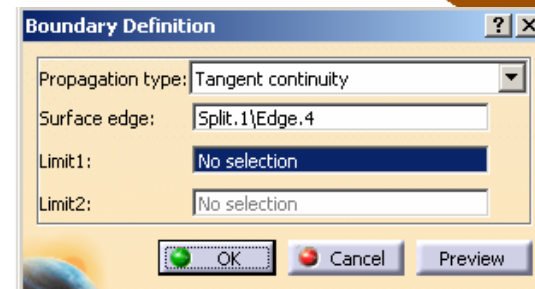 Boundary Definition
Propagation type: Tangent continuity
Surface edge: Split.1\Edge.4
Limit1: No selection
Limit2: No selection
OK Cancel Preview